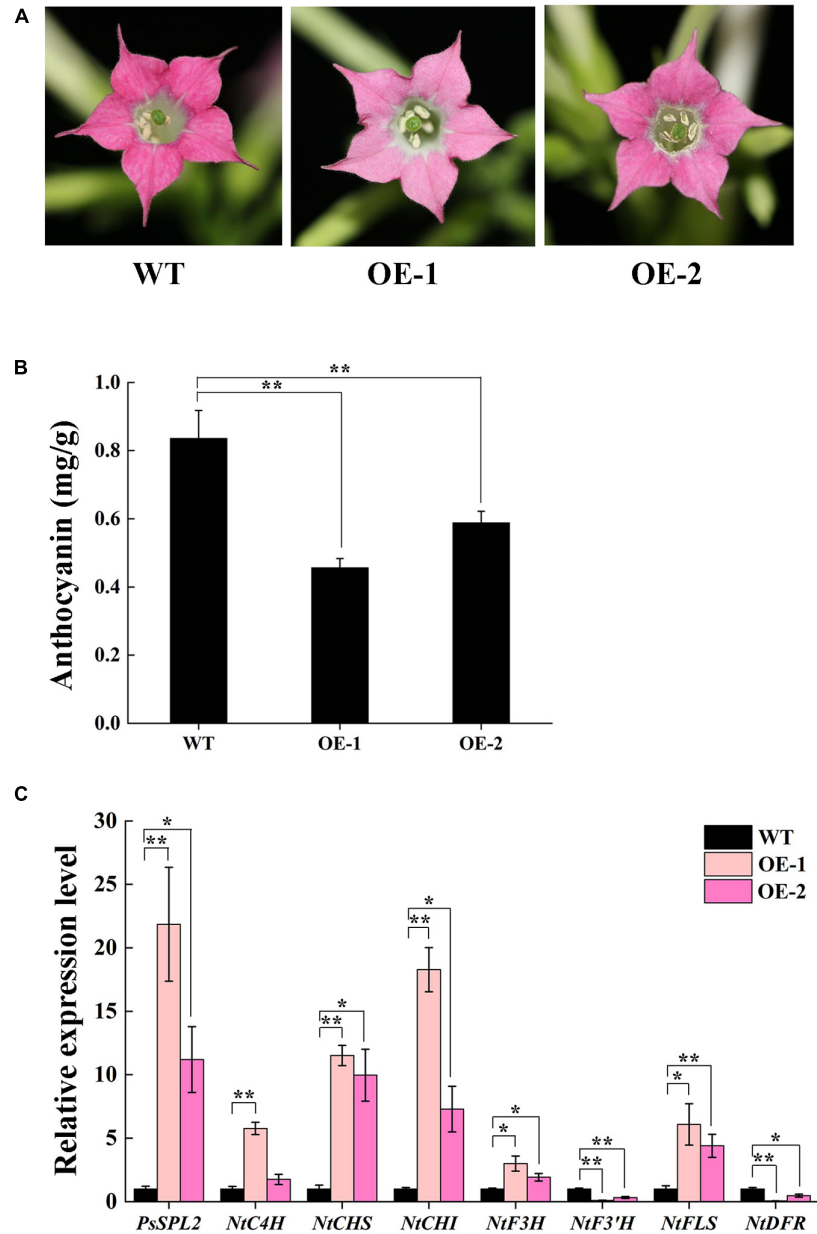 A
WT
OE-1
OE-2
B
Anthocyanin (mg/g)
1.0
0.8
0.6
0.4
0.2
0.0
**
**
WT
OE-1
OE-2
C
Relative expression level
30
25
20
15
10
5
0
*
**
**
*
**
*
**
*
*
**
**
**
*
*
**
WT
OE-1
OE-2
PsSPL2
NtC4H
NtCHS
NtCHI
NtF3H
NtF3'H
NtFLS
NtDFR